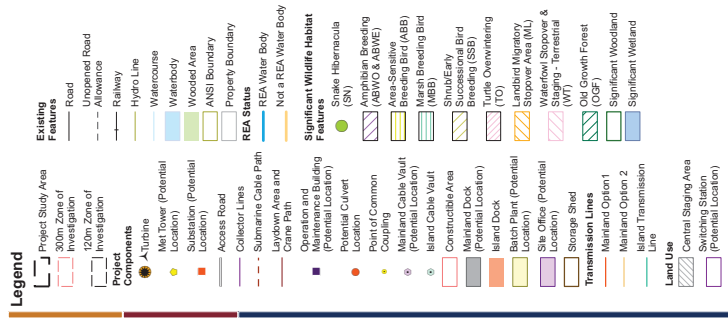 Legend
Project Study Area
300m Zone of
Investigation
120m Zone of
Investigation
Project
Components
Turbine
Met Tower (Potential
Location)
Substation (Potential
Location)
Access Road
Collector Lines
Submarine Cable Path
Laydown Area and
Crane Path
Operation and
Maintenance Building
(Potential Location)
Potential Culvert
Location
Point of Common
Coupling
Mainland Cable Vault
(Potential Location)
Island Cable Vault
Constructible Area
Mainland Dock
(Potential Location)
Island Dock
Batch Plant (Potential
Location)
Site Office (Potential
Location)
Storage Shed
Transmission Lines
Mainland Option1
Mainland Option 2
Island Transmission
Line
Land Use
Central Staging Area
Switching Station
(Potential Location)
Existing
Features
Road
Unopened Road
Allowance
Railway
Hydro Line
Watercourse
Waterbody
Wooded Area
ANSI Boundary
Property Boundary
REA Status
REA Water Body
Not a REA Water Body
Significant Wildlife Habitat
Features
Snake Hibernacula
(SN)
Amphibian Breeding
(ABWO & ABWE)
Area-Sensitive
Breeding Bird (ABB)
Marsh Breeding Bird
(MBB)
Shrub/Early
Successional Bird
Breeding (SSB)
Turtle Overwintering
(TO)
Landbird Migratory
Stopover Area (ML)
Waterfowl Stopover &
Staging - Terrestrial
(WT)
Old Growth Forest
(OGF)
Significant Woodland
Significant Wetland